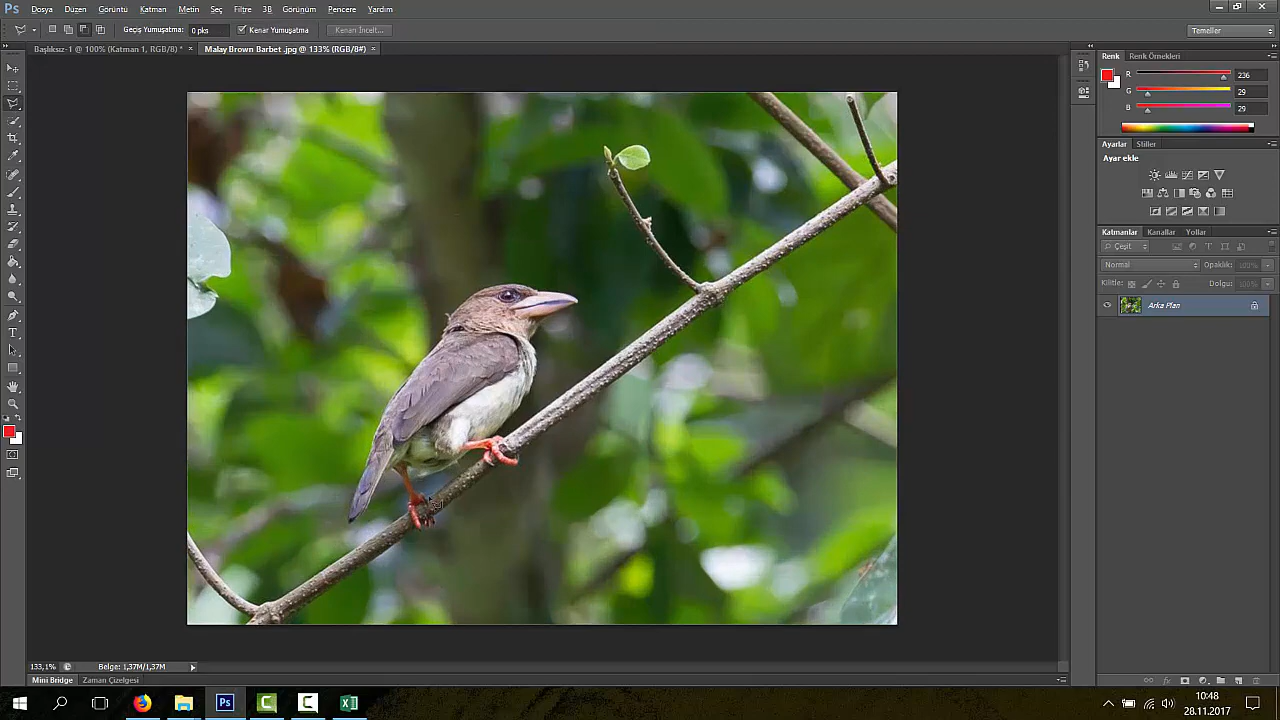 Ps Dosya Düzen Görüntü Katman Metin Seç Filtre 3B Görünüm Pencere Yardım
Geçiş Yumuşatma: 0 pks Kenar Yumuşatma Kenarı İncelt... Temeller
Başlıksız-1 @ 100% (Katman 1, RGB/8) * × Malay Brown Barbet .jpg @ 133% (RGB/8#) ×
Renk Renk Örnekleri
R 236
G 29
B 29
Ayarlar Stiller
Ayar ekle
Katmanlar Kanallar Yollar
Çeşit
Normal Opaklık: 100%
Kilitle: Dolgu: 100%
Arka Plan
133,1% Belge: 1,37M/1,37M
Mini Bridge Zaman Çizelgesi
10:48
28.11.2017